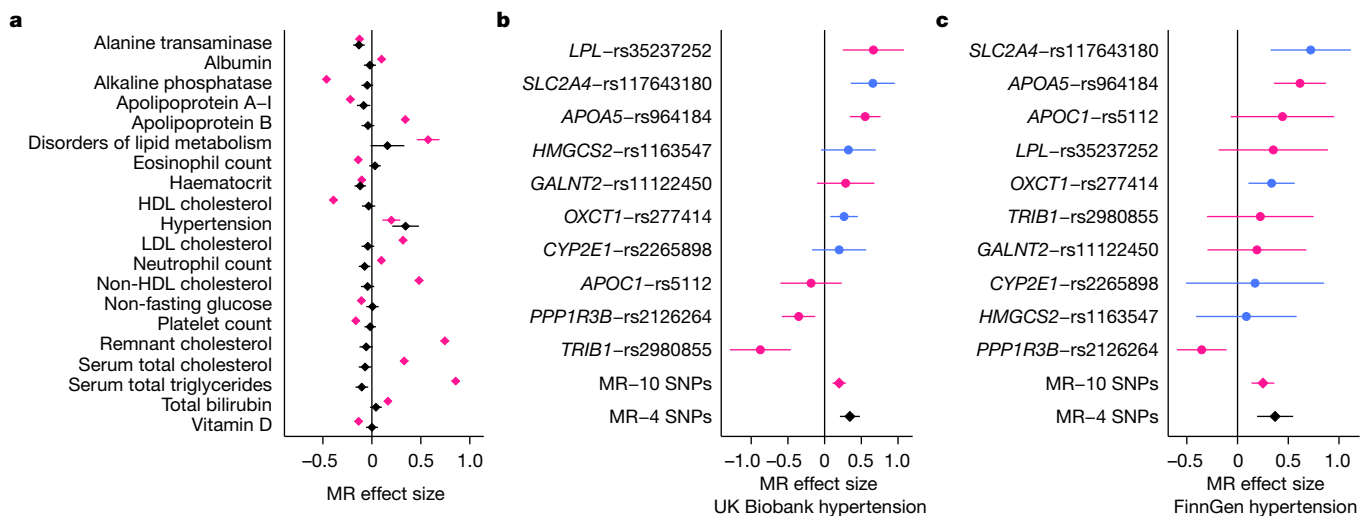 a
Alanine transaminase
Albumin
Alkaline phosphatase
Apolipoprotein A–I
Apolipoprotein B
Disorders of lipid metabolism
Eosinophil count
Haematocrit
HDL cholesterol
Hypertension
LDL cholesterol
Neutrophil count
Non-HDL cholesterol
Non-fasting glucose
Platelet count
Remnant cholesterol
Serum total cholesterol
Serum total triglycerides
Total bilirubin
Vitamin D
−0.5 0 0.5 1.0
MR effect size
b
LPL−rs35237252
SLC2A4−rs117643180
APOA5−rs964184
HMGCS2−rs1163547
GALNT2−rs11122450
OXCT1−rs277414
CYP2E1−rs2265898
APOC1−rs5112
PPP1R3B−rs2126264
TRIB1−rs2980855
MR−10 SNPs
MR−4 SNPs
−1.0 −0.5 0 0.5 1.0
MR effect size
UK Biobank hypertension
c
SLC2A4−rs117643180
APOA5−rs964184
APOC1−rs5112
LPL−rs35237252
OXCT1−rs277414
TRIB1−rs2980855
GALNT2−rs11122450
CYP2E1−rs2265898
HMGCS2−rs1163547
PPP1R3B−rs2126264
MR−10 SNPs
MR−4 SNPs
−0.5 0 0.5 1.0
MR effect size
FinnGen hypertension